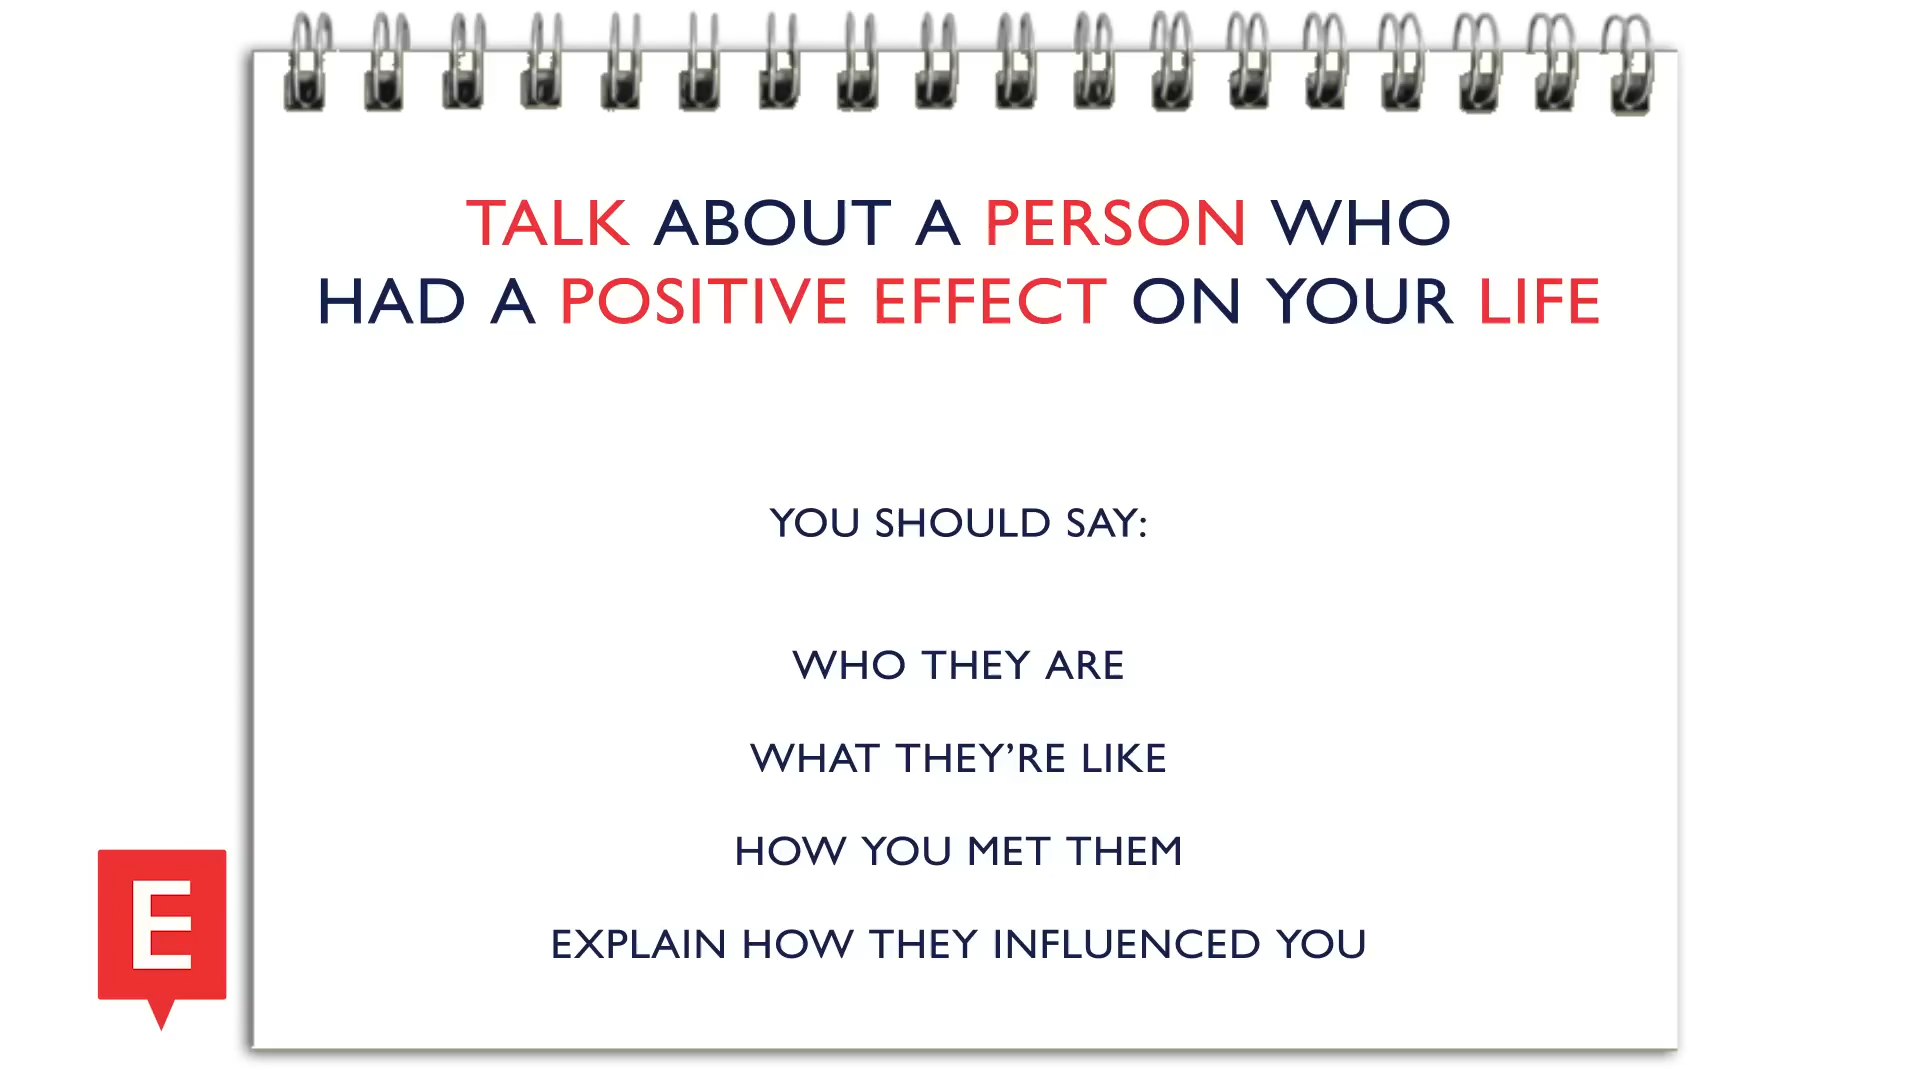 TALK ABOUT A PERSON WHO
HAD A POSITIVE EFFECT ON YOUR LIFE
YOU SHOULD SAY:
WHO THEY ARE
WHAT THEY’RE LIKE
HOW YOU MET THEM
EXPLAIN HOW THEY INFLUENCED YOU
E